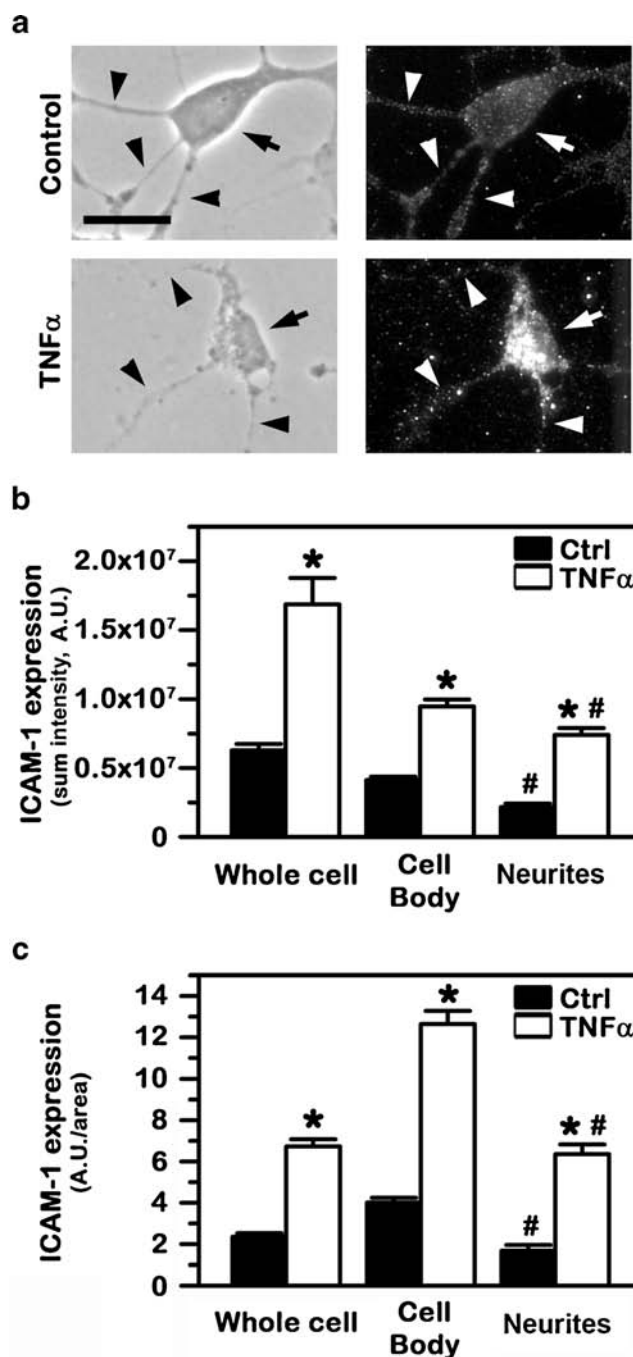 a
Control
TNFα
b
ICAM-1 expression
(sum intensity, A.U.)
2.0x10⁷
1.5x10⁷
1.0x10⁷
0.5x10⁷
0
Ctrl
TNFα
*
*
#
* #
Whole cell
Cell
Body
Neurites
c
ICAM-1 expression
(A.U./area)
14
12
10
8
6
4
2
0
Ctrl
TNFα
*
*
#
* #
Whole cell
Cell
Body
Neurites